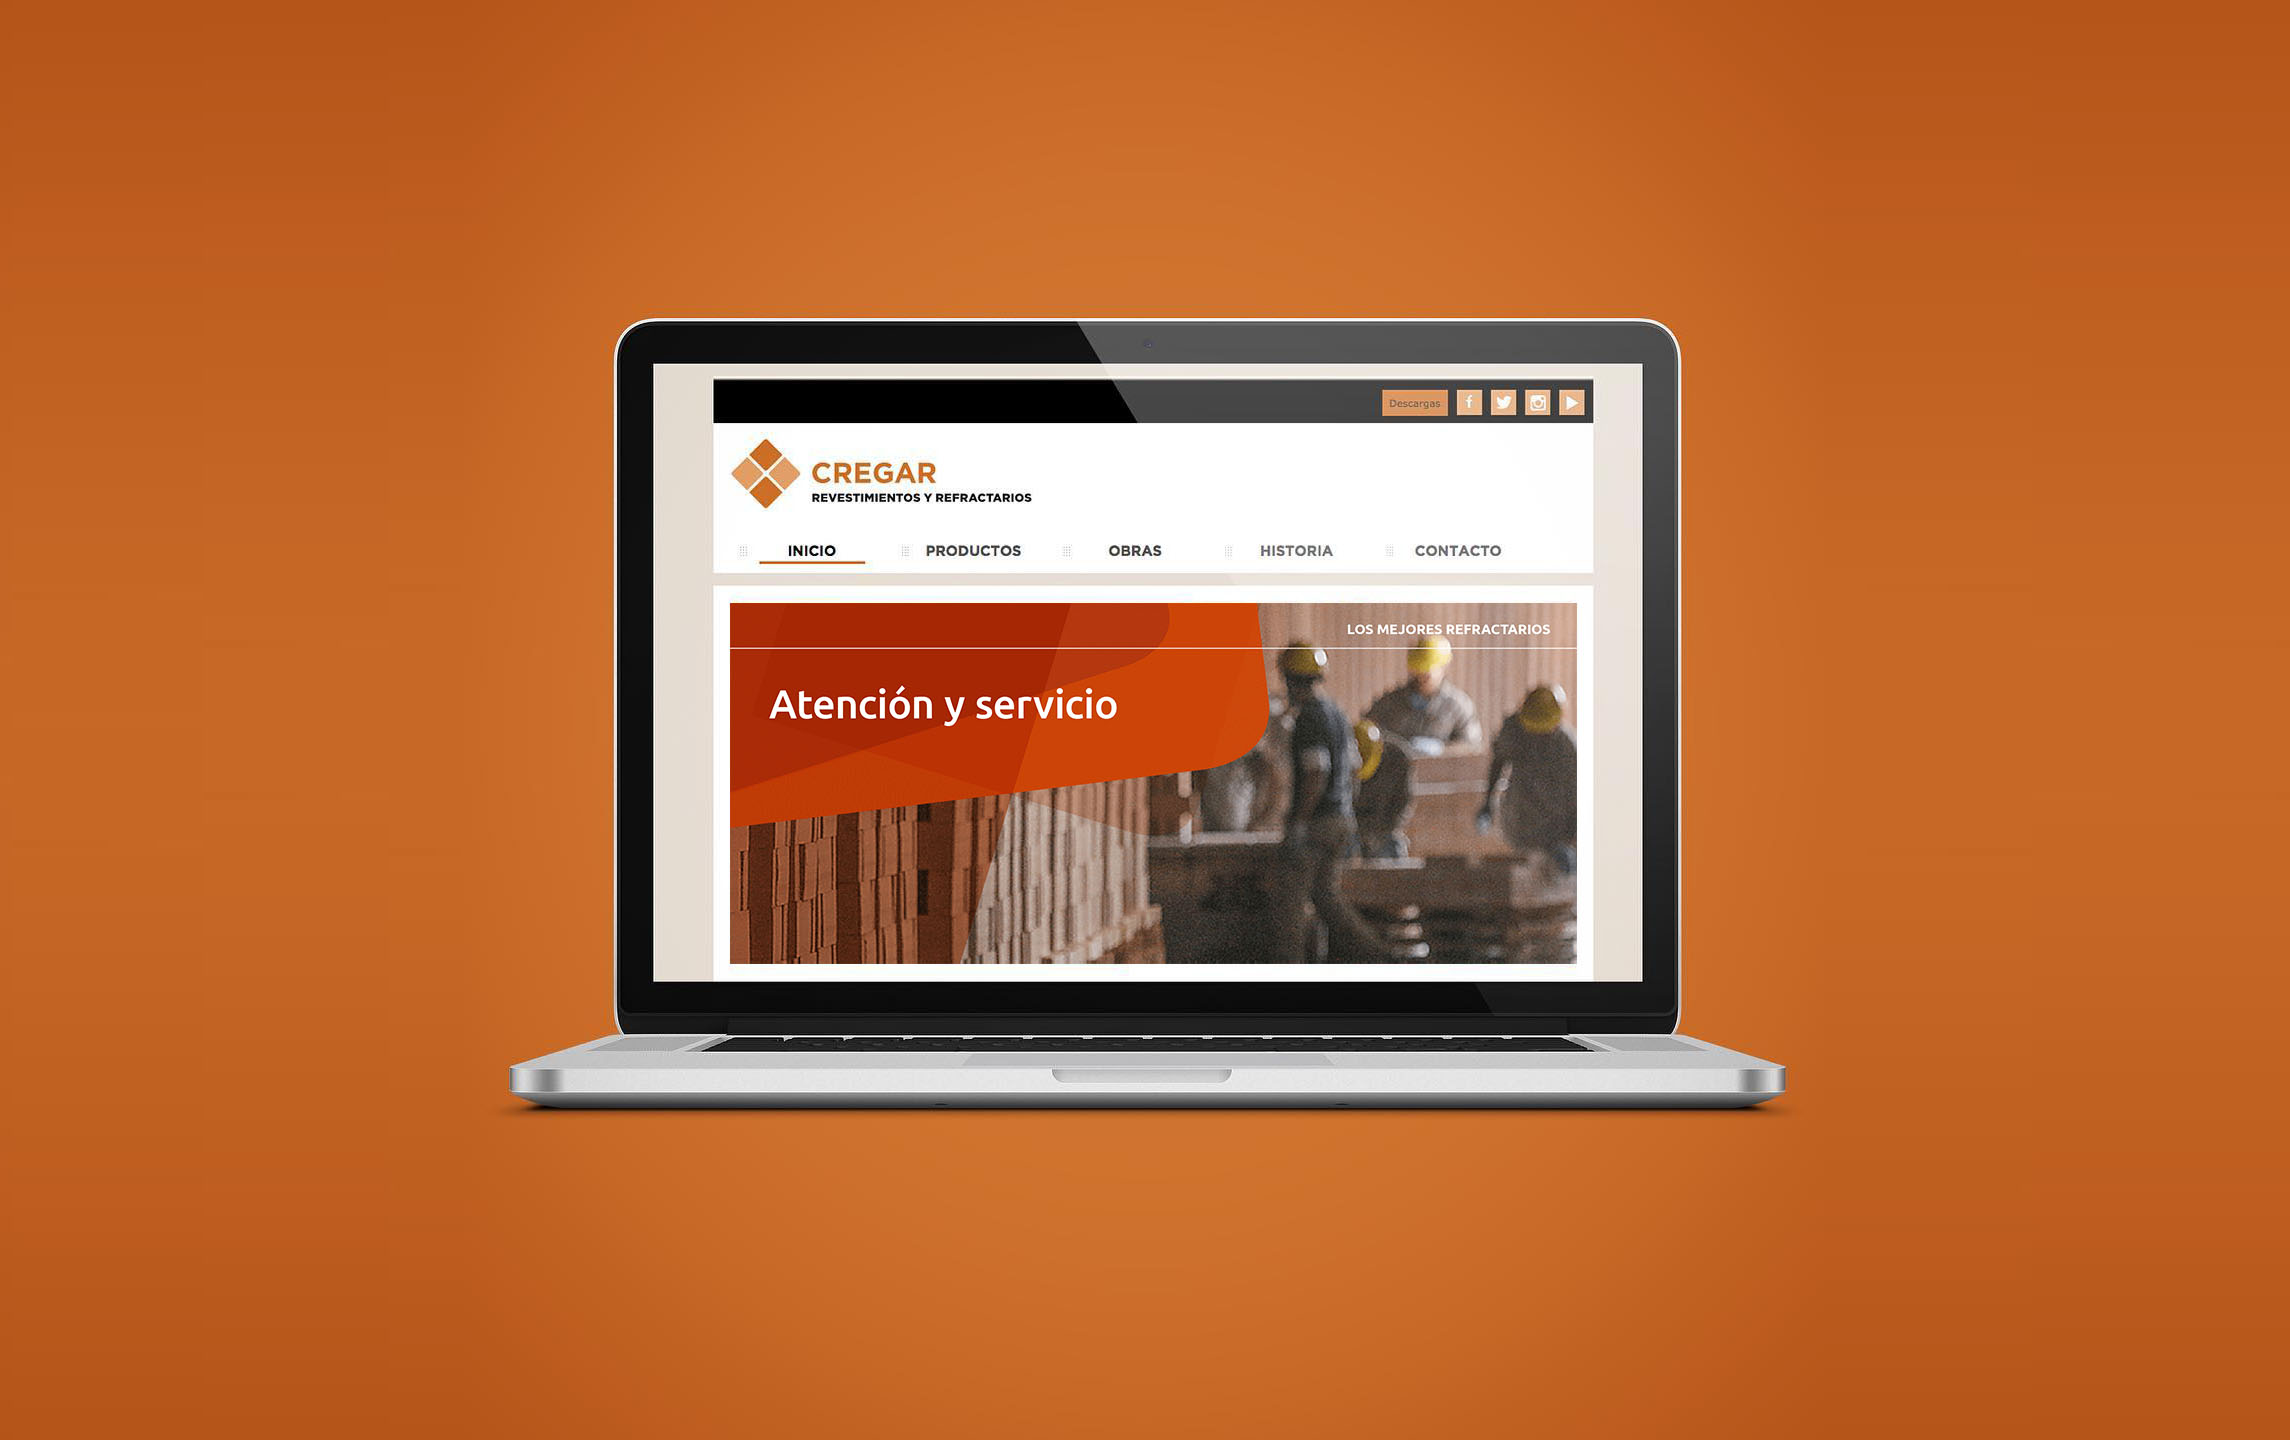 Descargas
CREGAR
REVESTIMIENTOS Y REFRACTARIOS
INICIO PRODUCTOS OBRAS HISTORIA CONTACTO
LOS MEJORES REFRACTARIOS
Atención y servicio